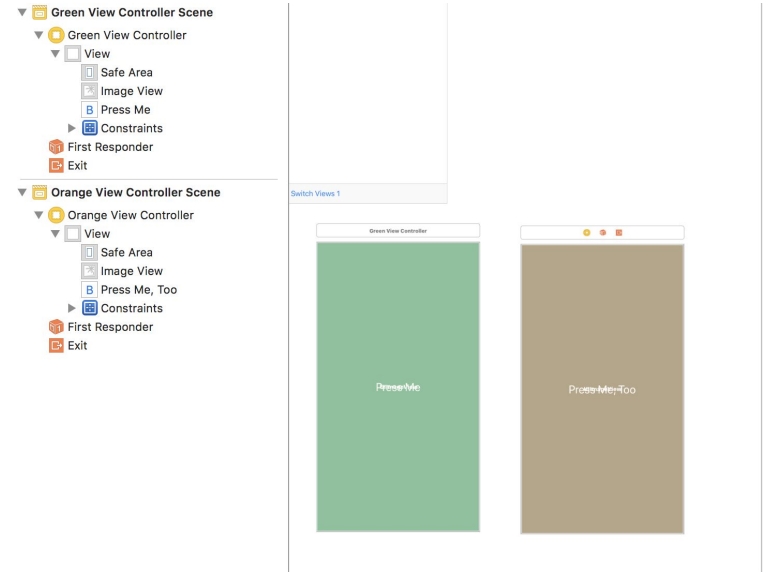 Green View Controller Scene
Green View Controller
View
Safe Area
Image View
B Press Me
Constraints
First Responder
Exit
Orange View Controller Scene
Orange View Controller
View
Safe Area
Image View
B Press Me, Too
Constraints
First Responder
Exit
Switch Views 1
Green View Controller
Press Me
Press Me, Too